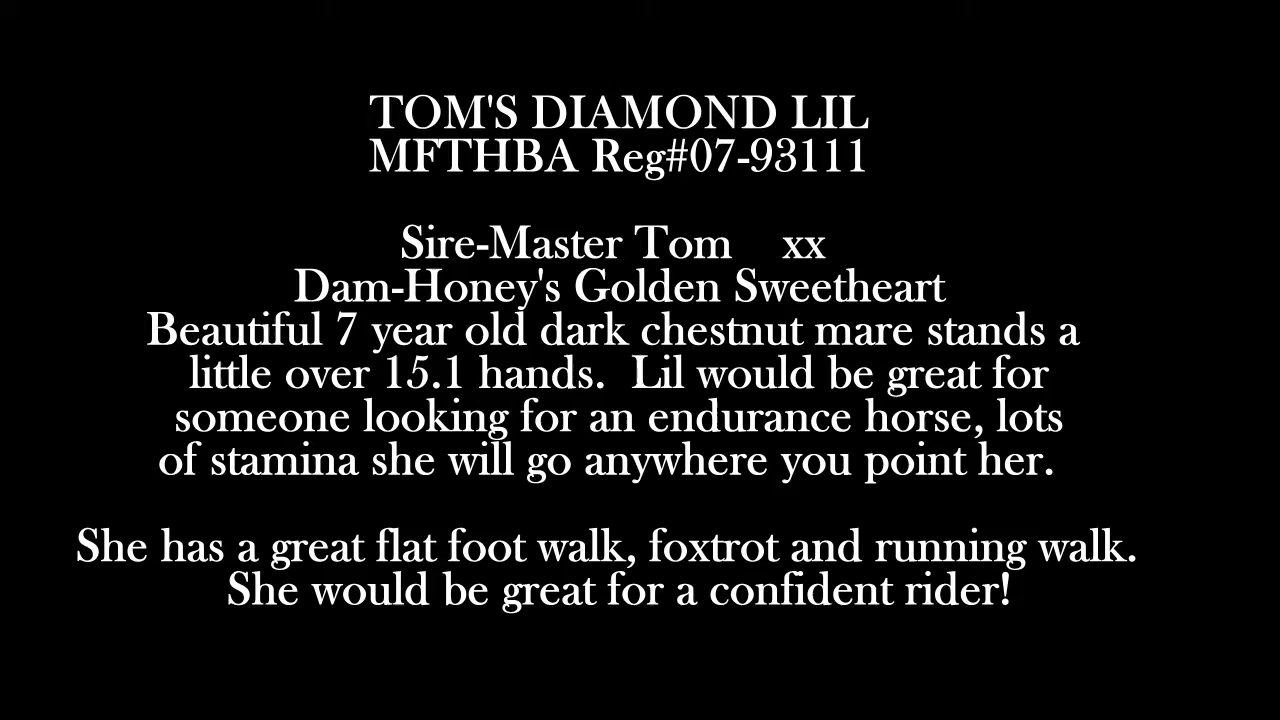 TOM'S DIAMOND LIL
MFTHBA Reg#07-93111
Sire-Master Tom    xx
Dam-Honey's Golden Sweetheart
Beautiful 7 year old dark chestnut mare stands a
little over 15.1 hands.  Lil would be great for
someone looking for an endurance horse, lots
of stamina she will go anywhere you point her.
She has a great flat foot walk, foxtrot and running walk.
She would be great for a confident rider!